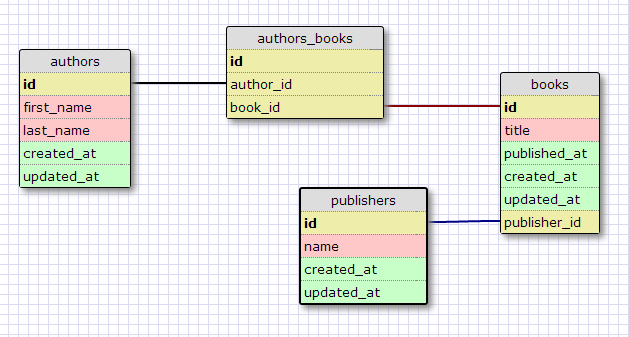 authors
id
first_name
last_name
created_at
updated_at
authors_books
id
author_id
book_id
books
id
title
published_at
created_at
updated_at
publisher_id
publishers
id
name
created_at
updated_at